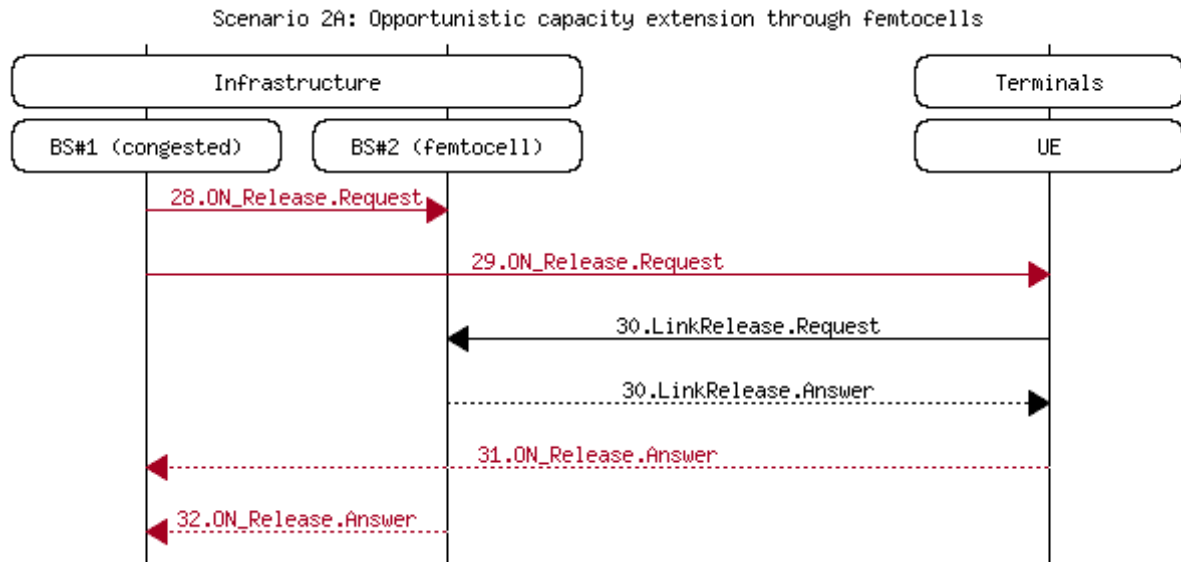 Scenario 2A: Opportunistic capacity extension through femtocells
Infrastructure
Terminals
BS#1 (congested)
BS#2 (femtocell)
UE
28.ON_Release.Request
29.ON_Release.Request
30.LinkRelease.Request
30.LinkRelease.Answer
31.ON_Release.Answer
32.ON_Release.Answer